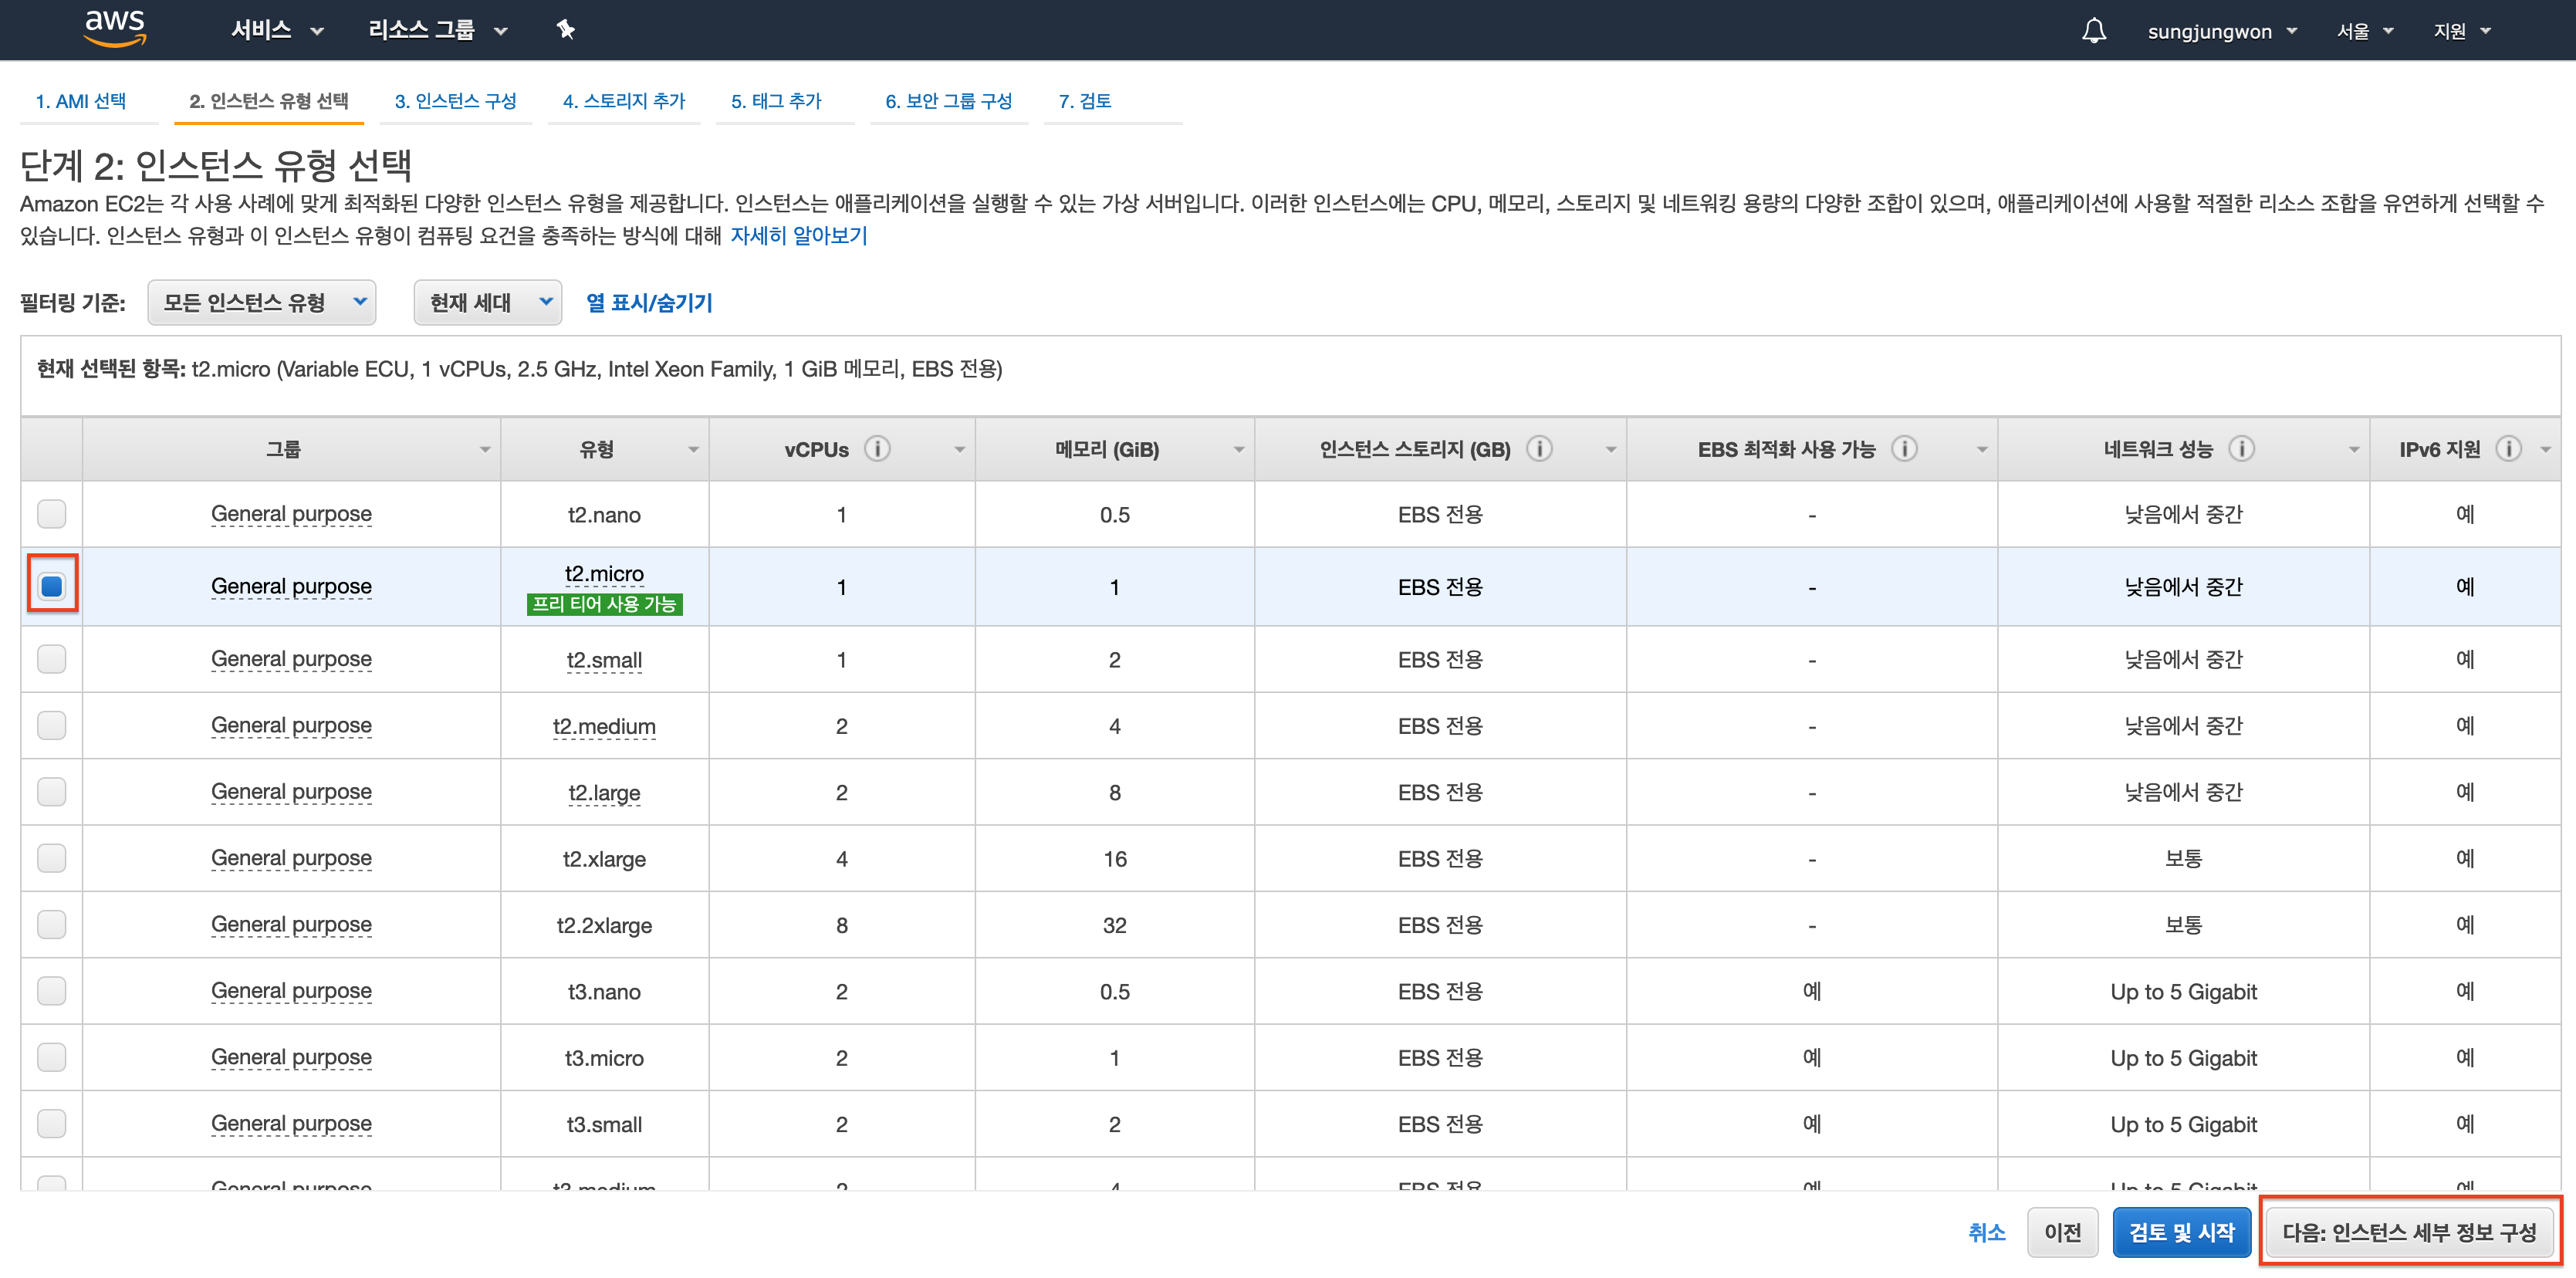 aws 서비스 리소스 그룹 sungjungwon 서울 지원
1. AMI 선택 2. 인스턴스 유형 선택 3. 인스턴스 구성 4. 스토리지 추가 5. 태그 추가 6. 보안 그룹 구성 7. 검토
단계 2: 인스턴스 유형 선택
Amazon EC2는 각 사용 사례에 맞게 최적화된 다양한 인스턴스 유형을 제공합니다. 인스턴스는 애플리케이션을 실행할 수 있는 가상 서버입니다. 이러한 인스턴스에는 CPU, 메모리, 스토리지 및 네트워킹 용량의 다양한 조합이 있으며, 애플리케이션에 사용할 적절한 리소스 조합을 유연하게 선택할 수
있습니다. 인스턴스 유형과 이 인스턴스 유형이 컴퓨팅 요건을 충족하는 방식에 대해 자세히 알아보기
필터링 기준: 모든 인스턴스 유형 현재 세대 열 표시/숨기기
현재 선택된 항목: t2.micro (Variable ECU, 1 vCPUs, 2.5 GHz, Intel Xeon Family, 1 GiB 메모리, EBS 전용)
그룹 유형 vCPUs 메모리 (GiB) 인스턴스 스토리지 (GB) EBS 최적화 사용 가능 네트워크 성능 IPv6 지원
General purpose t2.nano 1 0.5 EBS 전용 - 낮음에서 중간 예
General purpose t2.micro 1 1 EBS 전용 - 낮음에서 중간 예
프리 티어 사용 가능
General purpose t2.small 1 2 EBS 전용 - 낮음에서 중간 예
General purpose t2.medium 2 4 EBS 전용 - 낮음에서 중간 예
General purpose t2.large 2 8 EBS 전용 - 낮음에서 중간 예
General purpose t2.xlarge 4 16 EBS 전용 - 보통 예
General purpose t2.2xlarge 8 32 EBS 전용 - 보통 예
General purpose t3.nano 2 0.5 EBS 전용 예 Up to 5 Gigabit 예
General purpose t3.micro 2 1 EBS 전용 예 Up to 5 Gigabit 예
General purpose t3.small 2 2 EBS 전용 예 Up to 5 Gigabit 예
General purpose t3.medium 2 4 EBS 전용 예 Up to 5 Gigabit 예
취소 이전 검토 및 시작 다음: 인스턴스 세부 정보 구성